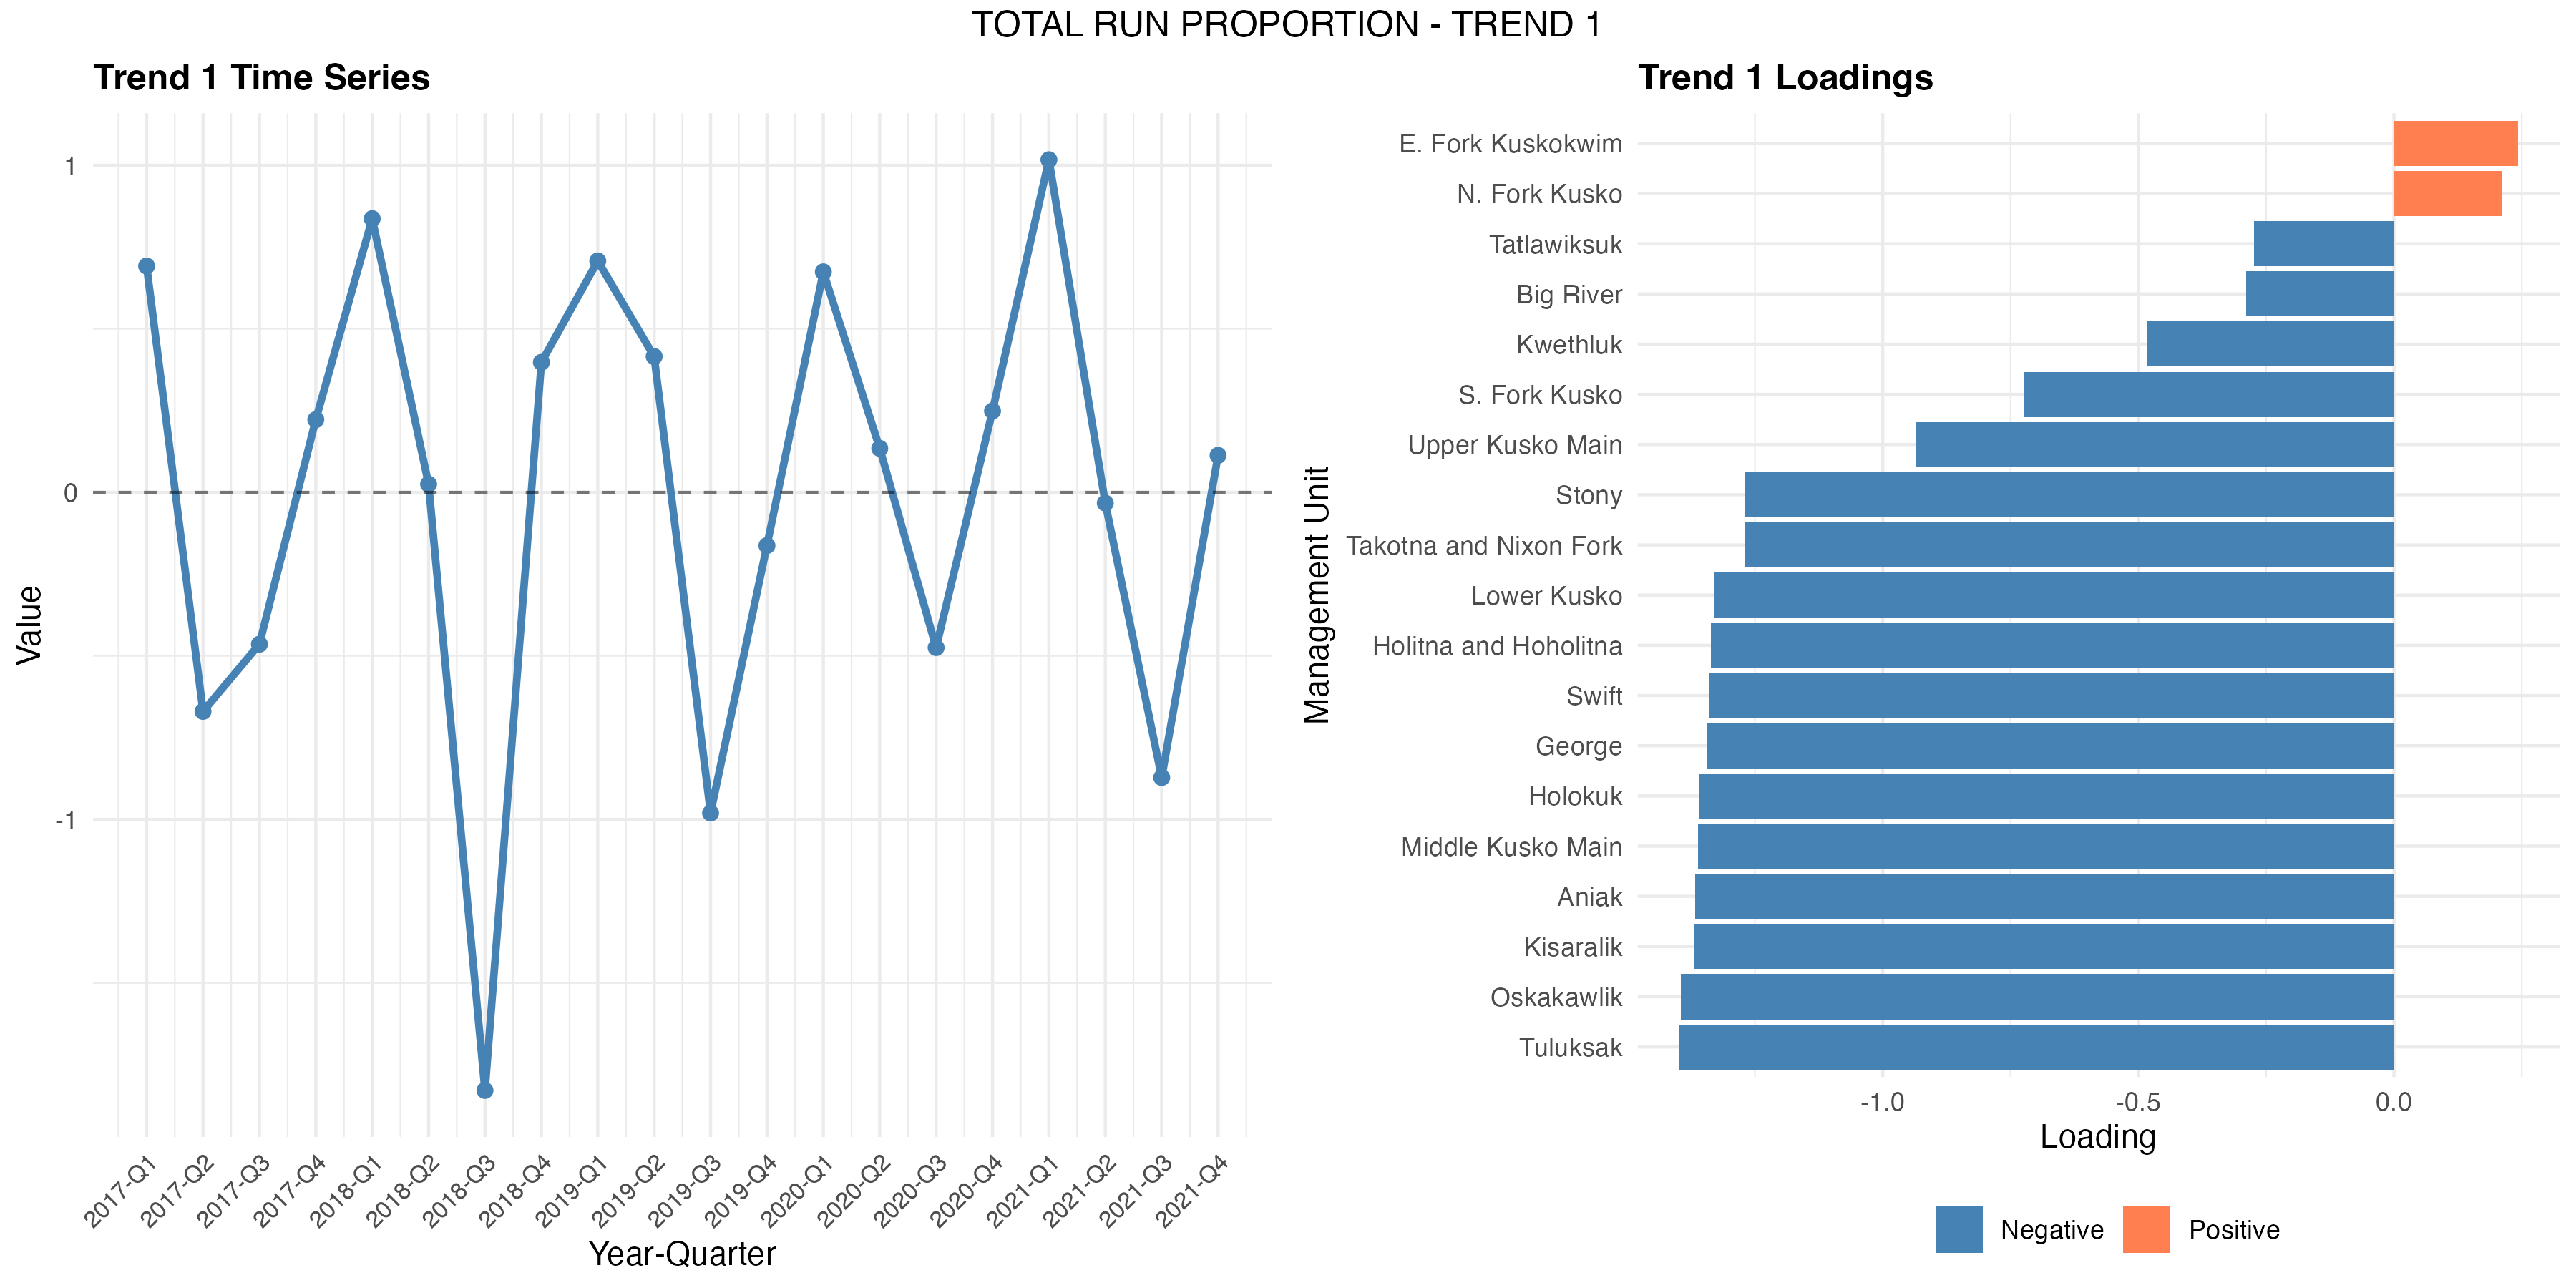 TOTAL RUN PROPORTION - TREND 1
Trend 1 Time Series
1
0
-1
Value
2017-Q1
2017-Q2
2017-Q3
2017-Q4
2018-Q1
2018-Q2
2018-Q3
2018-Q4
2019-Q1
2019-Q2
2019-Q3
2019-Q4
2020-Q1
2020-Q2
2020-Q3
2020-Q4
2021-Q1
2021-Q2
2021-Q3
2021-Q4
Year-Quarter
Trend 1 Loadings
Management Unit
E. Fork Kuskokwim
N. Fork Kusko
Tatlawiksuk
Big River
Kwethluk
S. Fork Kusko
Upper Kusko Main
Stony
Takotna and Nixon Fork
Lower Kusko
Holitna and Hoholitna
Swift
George
Holokuk
Middle Kusko Main
Aniak
Kisaralik
Oskakawlik
Tuluksak
-1.0
-0.5
0.0
Loading
Negative
Positive